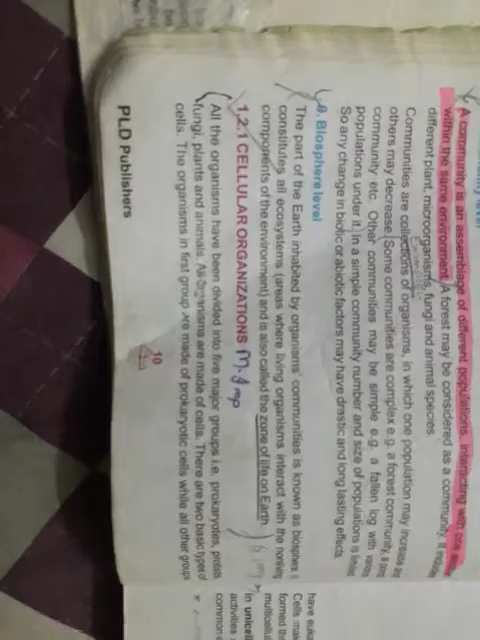 A community is an assemblage of different populations, interacting with one
within the same environment. A forest may be considered as a community. It
different plant, microorganisms, fungi and animal species.
Communities are collections of organisms, in which one population may increase and
others may decrease. Some communities are complex e.g. a forest community, a pond
community etc. Other communities may be simple e.g. a fallen log with various
populations under it. In a simple community number and size of populations is limited.
So any change in biotic or abiotic factors may have drastic and long lasting effects.
9. Biosphere level
The part of the Earth inhabited by organisms' communities is known as biosphere. It
constitutes all ecosystems (areas where living organisms interact with the nonliving
components of the environment) and is also called the zone of life on Earth.
1.2.1 CELLULAR ORGANIZATIONS
All the organisms have been divided into five major groups i.e. prokaryotes, protists
fungi, plants and animals. All organisms are made of cells. There are two basic types of
cells. The organisms in first group are made of prokaryotic cells while all other groups
PLD Publishers
10
Cells
formed
in